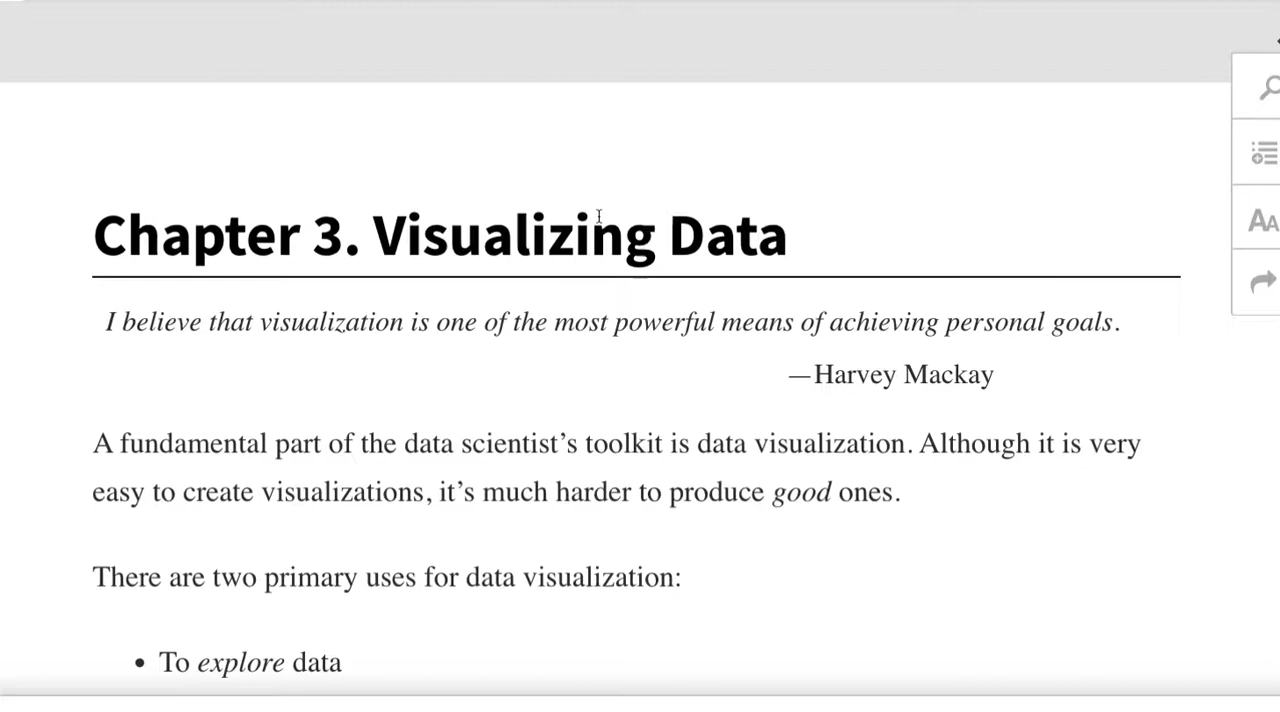 Chapter 3. Visualizing Data
I believe that visualization is one of the most powerful means of achieving personal goals.
—Harvey Mackay
A fundamental part of the data scientist’s toolkit is data visualization. Although it is very
easy to create visualizations, it’s much harder to produce good ones.
There are two primary uses for data visualization:
• To explore data
AA